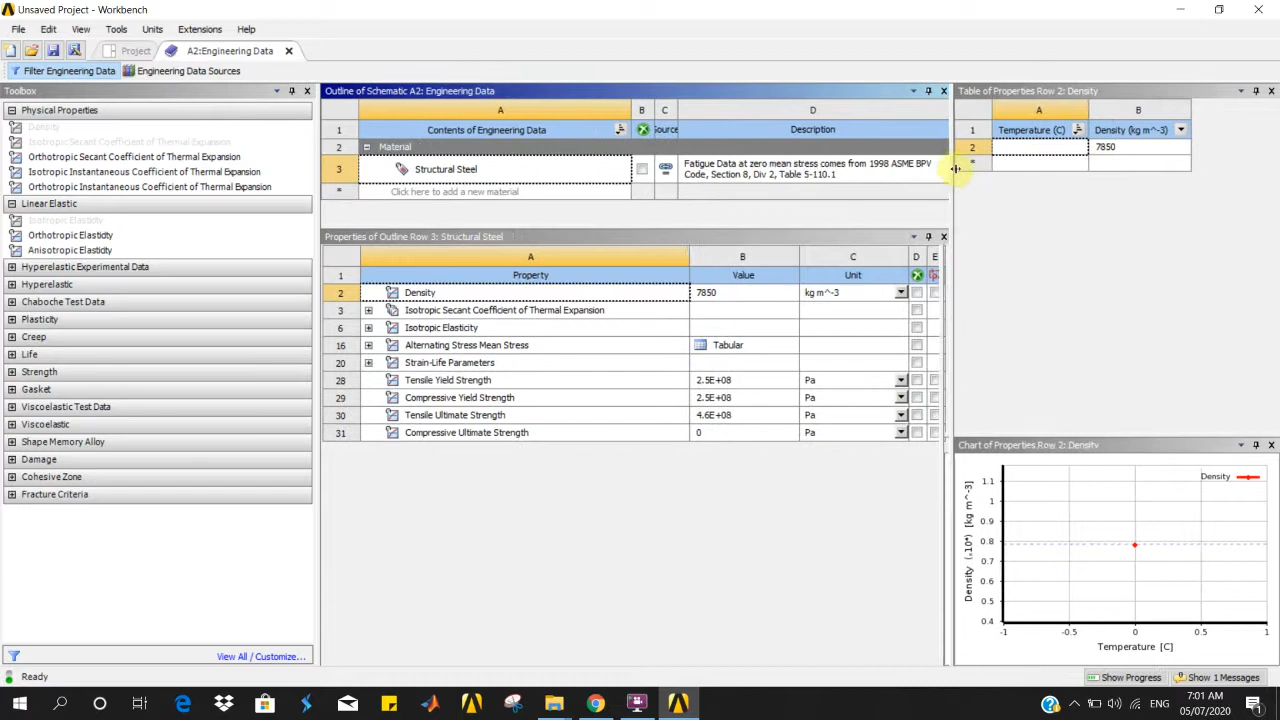 Unsaved Project - Workbench
File Edit View Tools Units Extensions Help
Project A2:Engineering Data
Filter Engineering Data Engineering Data Sources
Toolbox
Physical Properties
Density
Isotropic Secant Coefficient of Thermal Expansion
Orthotropic Secant Coefficient of Thermal Expansion
Isotropic Instantaneous Coefficient of Thermal Expansion
Orthotropic Instantaneous Coefficient of Thermal Expansion
Linear Elastic
Isotropic Elasticity
Orthotropic Elasticity
Anisotropic Elasticity
Hyperelastic Experimental Data
Hyperelastic
Chaboche Test Data
Plasticity
Creep
Life
Strength
Gasket
Viscoelastic Test Data
Viscoelastic
Shape Memory Alloy
Damage
Cohesive Zone
Fracture Criteria
View All / Customize...
Outline of Schematic A2: Engineering Data
A B C D
1 Contents of Engineering Data Source Description
2 Material
3 Structural Steel Fatigue Data at zero mean stress comes from 1998 ASME BPV
Code, Section 8, Div 2, Table 5-110.1
* Click here to add a new material
Properties of Outline Row 3: Structural Steel
A B C D E
1 Property Value Unit
2 Density 7850 kg m^-3
3 Isotropic Secant Coefficient of Thermal Expansion
6 Isotropic Elasticity
16 Alternating Stress Mean Stress Tabular
20 Strain-Life Parameters
28 Tensile Yield Strength 2.5E+08 Pa
29 Compressive Yield Strength 2.5E+08 Pa
30 Tensile Ultimate Strength 4.6E+08 Pa
31 Compressive Ultimate Strength 0 Pa
Table of Properties Row 2: Density
A B
1 Temperature (C) Density (kg m^-3)
2 7850
*
Chart of Properties Row 2: Density
Density
1.1
1
0.9
0.8
0.7
0.6
0.5
0.4
Density (.10⁴) [kg m^-3]
-1 -0.5 0 0.5 1
Temperature [C]
Ready
Show Progress Show 1 Messages
ENG
7:01 AM
05/07/2020